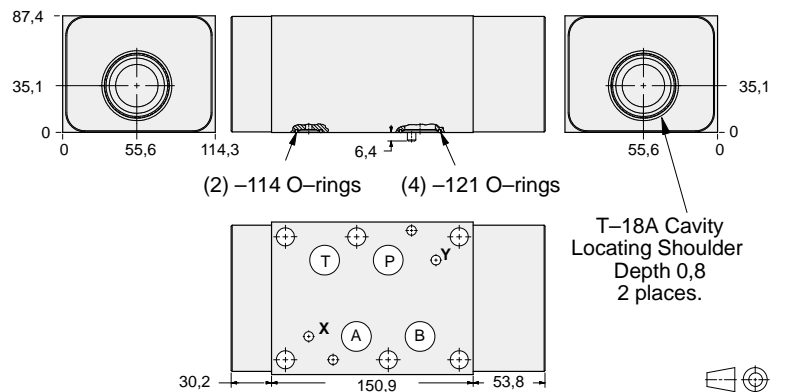 87,4
35,1
0
0
55,6
114,3
6,4
35,1
0
55,6
0
(2) –114 O–rings
(4) –121 O–rings
T–18A Cavity
Locating Shoulder
Depth 0,8
2 places.
T
P
Y
X
A
B
30,2
150,9
53,8